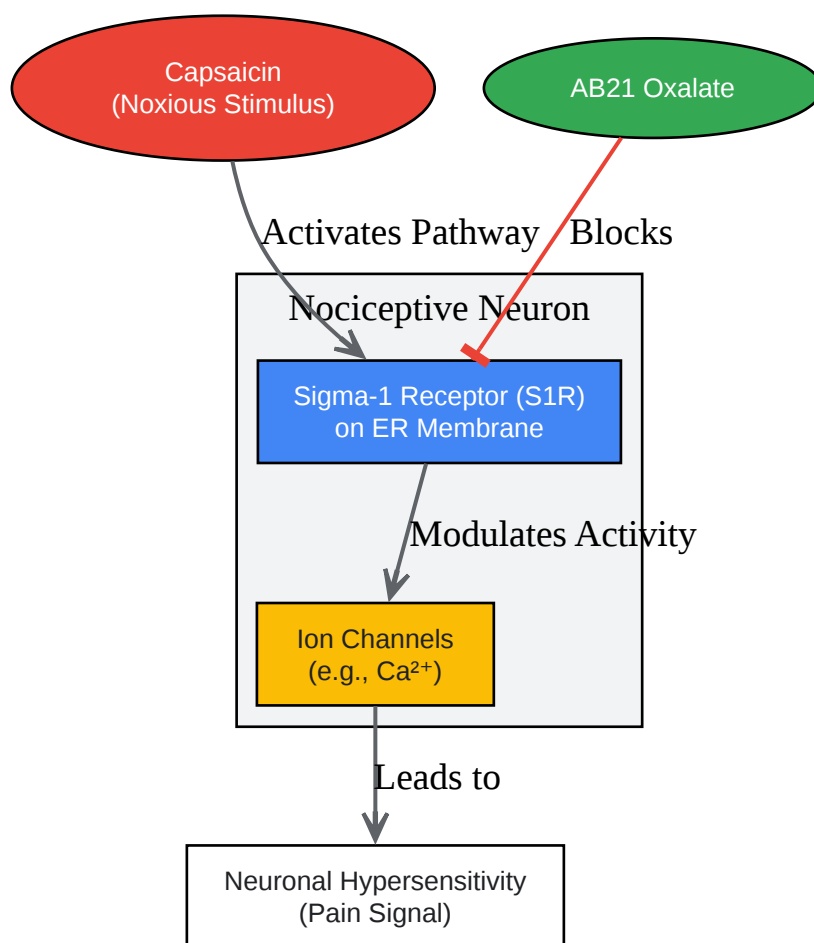 Capsaicin
(Noxious Stimulus)
AB21 Oxalate
Activates Pathway
Blocks
Nociceptive Neuron
Sigma-1 Receptor (S1R)
on ER Membrane
Modulates Activity
Ion Channels
(e.g., Ca²⁺)
Leads to
Neuronal Hypersensitivity
(Pain Signal)